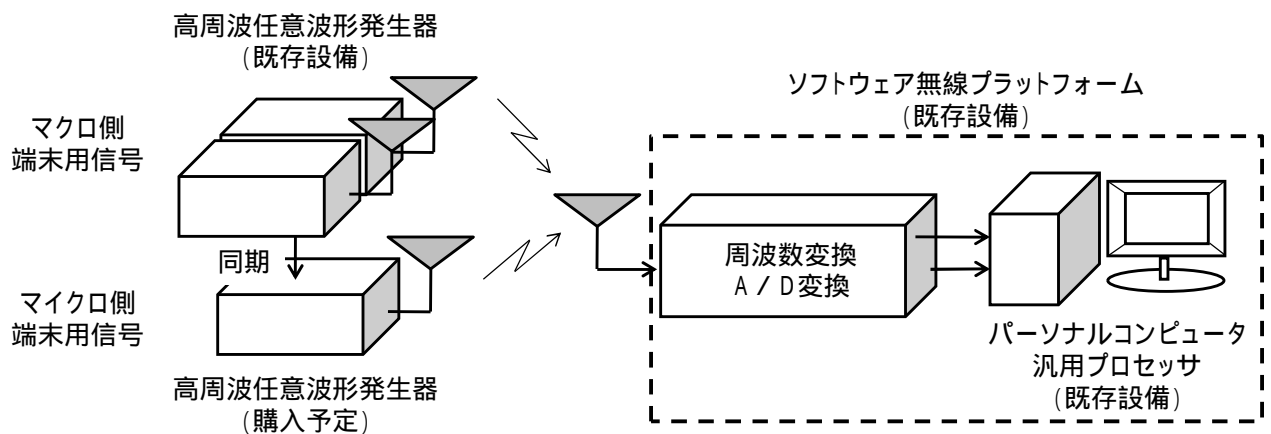 高周波任意波形発生器
(既存設備)
マクロ側
端末用信号
同期
マイクロ側
端末用信号
高周波任意波形発生器
(購入予定)
ソフトウェア無線プラットフォーム
(既存設備)
周波数変換
A/D変換
パーソナルコンピュータ
汎用プロセッサ
(既存設備)